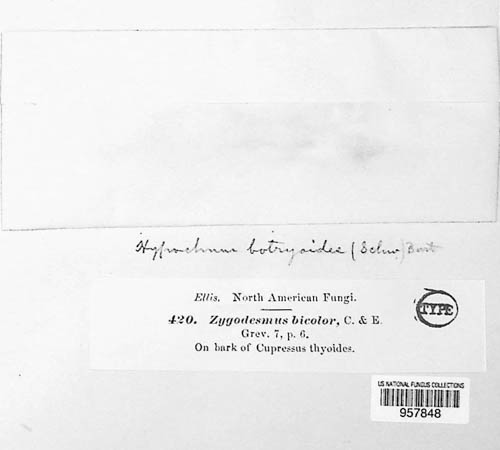 Hypochnus botryoides (Schw) Burt
Ellis. North American Fungi.
420. Zygodesmus bicolor, C. & E.
Grev. 7, p. 6.
On bark of Cupressus thyoides.
TYPE
US NATIONAL FUNGUS COLLECTIONS
957848